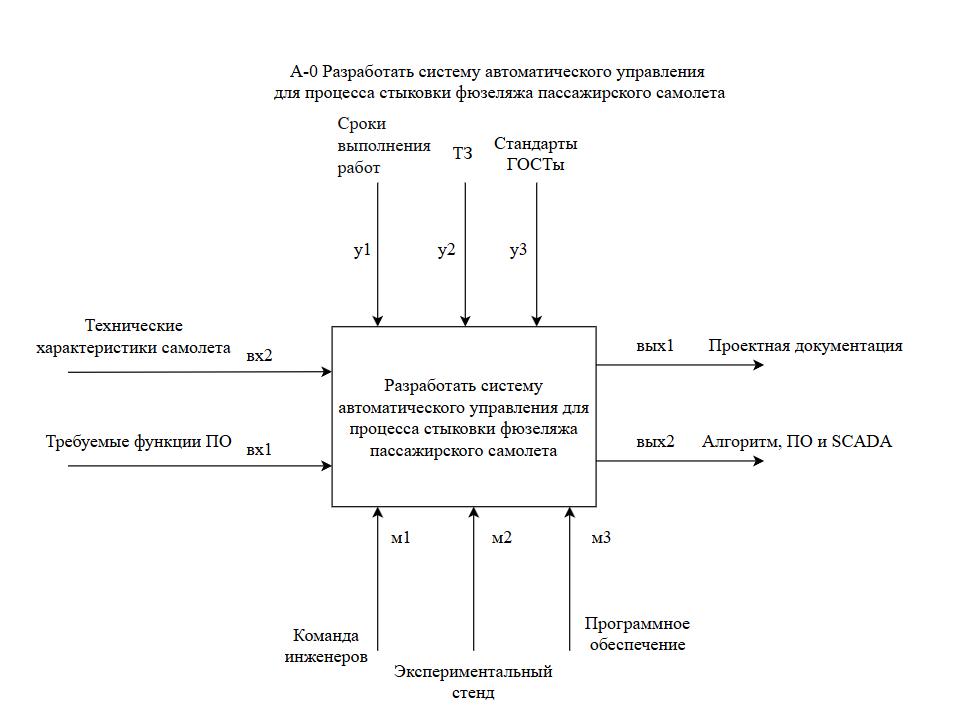 А-0 Разработать систему автоматического управления
для процесса стыковки фюзеляжа пассажирского самолета
Сроки
выполнения
работ
ТЗ
Стандарты
ГОСТы
у1
у2
у3
Технические
характеристики самолета
вх2
Требуемые функции ПО
вх1
Разработать систему
автоматического управления для
процесса стыковки фюзеляжа
пассажирского самолета
вых1
Проектная документация
вых2
Алгоритм, ПО и SCADA
м1
м2
м3
Команда
инженеров
Экспериментальный
стенд
Программное
обеспечение